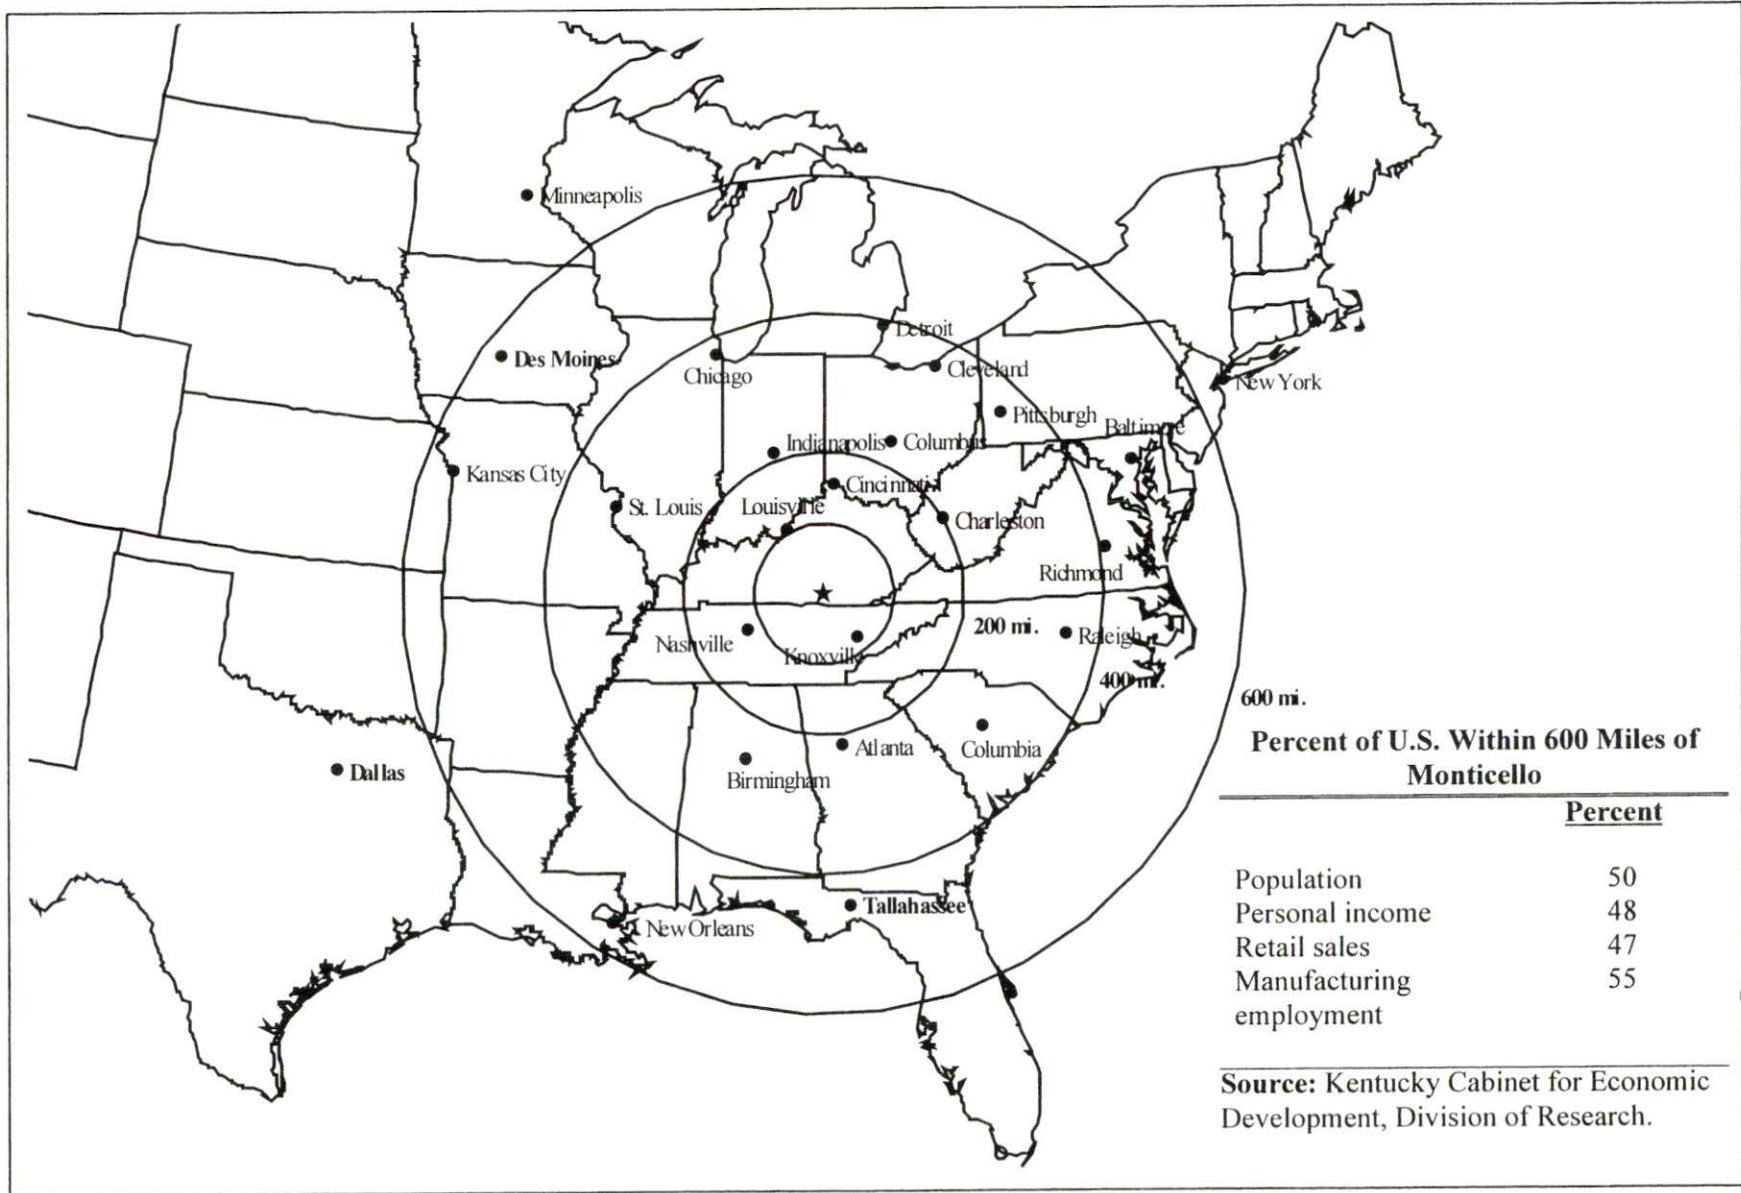 Minneapolis
Detroit
Des Moines
Chicago
Cleveland
New York
Pittsburgh
Baltimore
Indianapolis
Columbus
Kansas City
Cincinnati
St. Louis
Louisville
Charleston
Richmond
200 mi.
Raleigh
Nashville
Knoxville
400 mi.
600 mi.
Atlanta
Columbia
Birmingham
Dallas
Tallahassee
New Orleans
Percent of U.S. Within 600 Miles of
Monticello
Percent
Population 50
Personal income 48
Retail sales 47
Manufacturing 55
employment
Source: Kentucky Cabinet for Economic
Development, Division of Research.